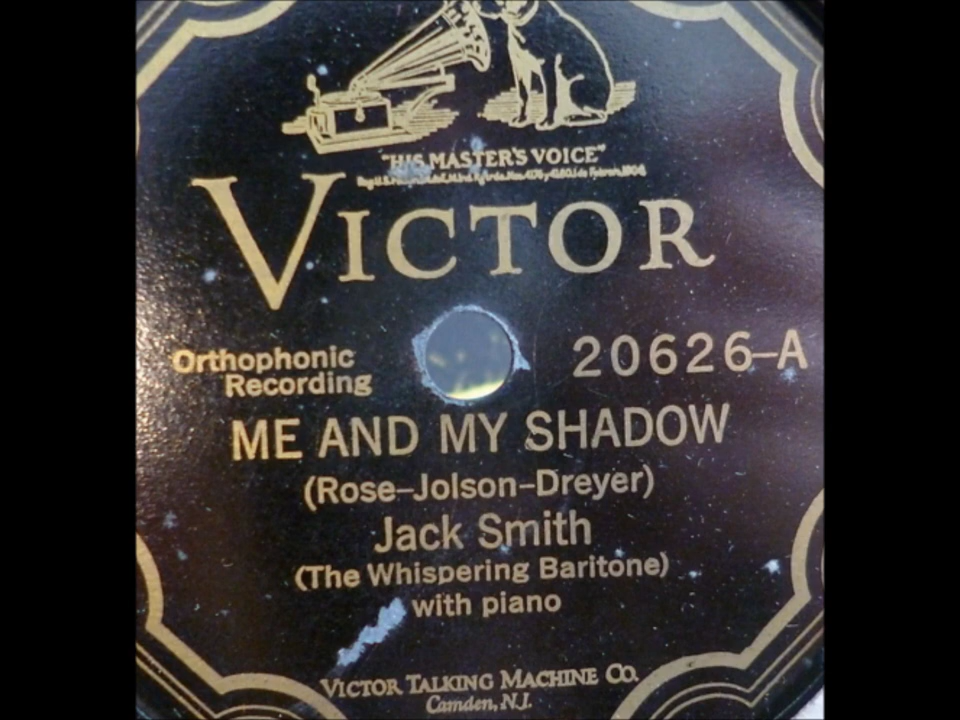 "HIS MASTER'S VOICE"
VICTOR
Orthophonic
Recording
20626-A
ME AND MY SHADOW
(Rose-Jolson-Dreyer)
Jack Smith
(The Whispering Baritone)
with piano
VICTOR TALKING MACHINE CO.
Camden, N.J.